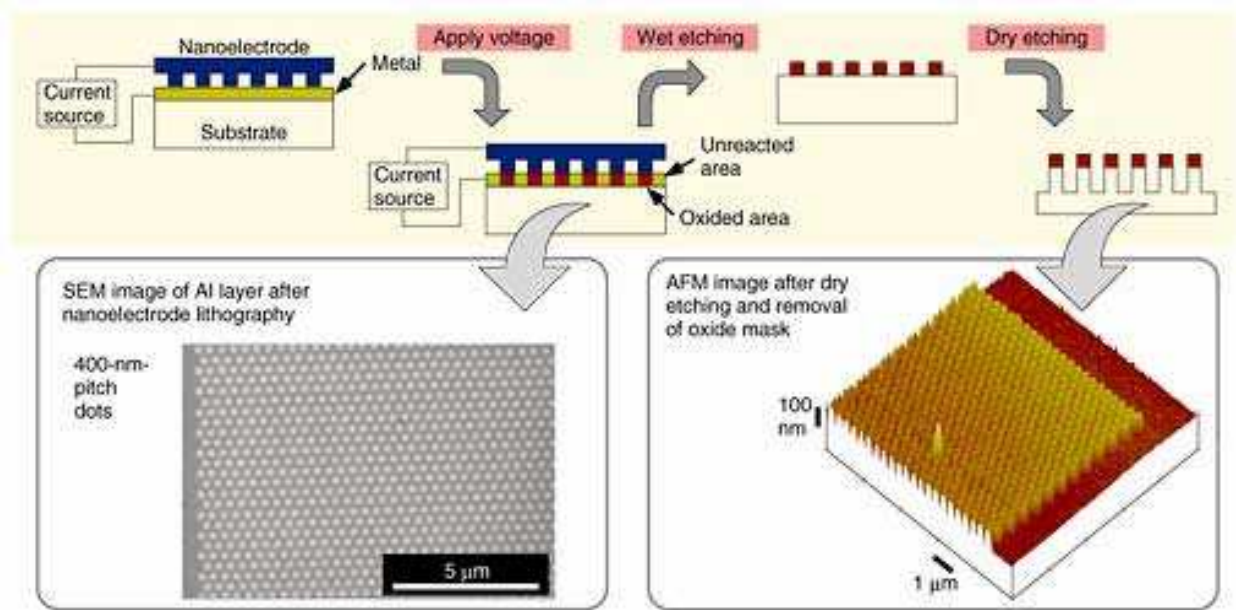 Nanoelectrode
Apply voltage
Wet etching
Dry etching
Metal
Current
source
Substrate
Current
source
Unreacted
area
Oxided area
SEM image of Al layer after
nanoelectrode lithography
400-nm-
pitch
dots
5 μm
AFM image after dry
etching and removal
of oxide mask
100
nm
1 μm